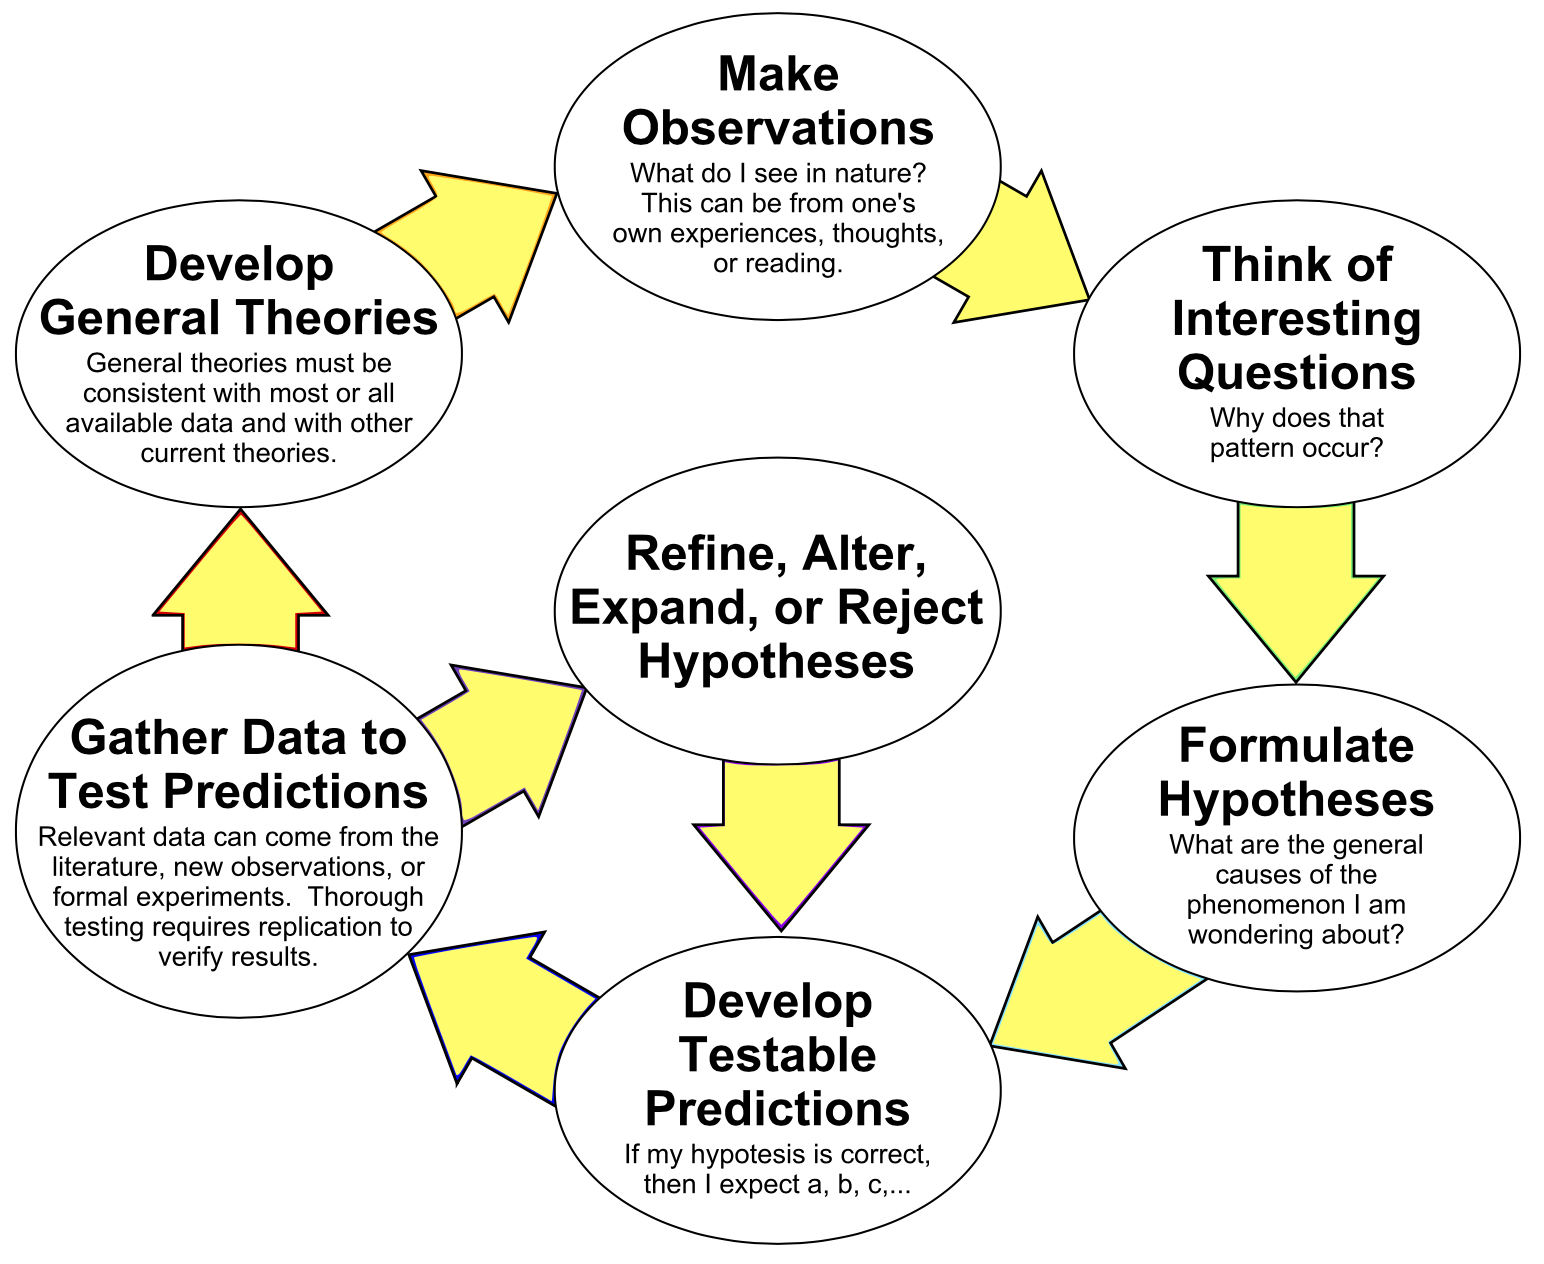 Make
Observations
What do I see in nature?
This can be from one's
own experiences, thoughts,
or reading.
Think of
Interesting
Questions
Why does that
pattern occur?
Formulate
Hypotheses
What are the general
causes of the
phenomenon I am
wondering about?
Develop
Testable
Predictions
If my hypotesis is correct,
then I expect a, b, c,...
Gather Data to
Test Predictions
Relevant data can come from the
literature, new observations, or
formal experiments.  Thorough
testing requires replication to
verify results.
Refine, Alter,
Expand, or Reject
Hypotheses
Develop
General Theories
General theories must be
consistent with most or all
available data and with other
current theories.